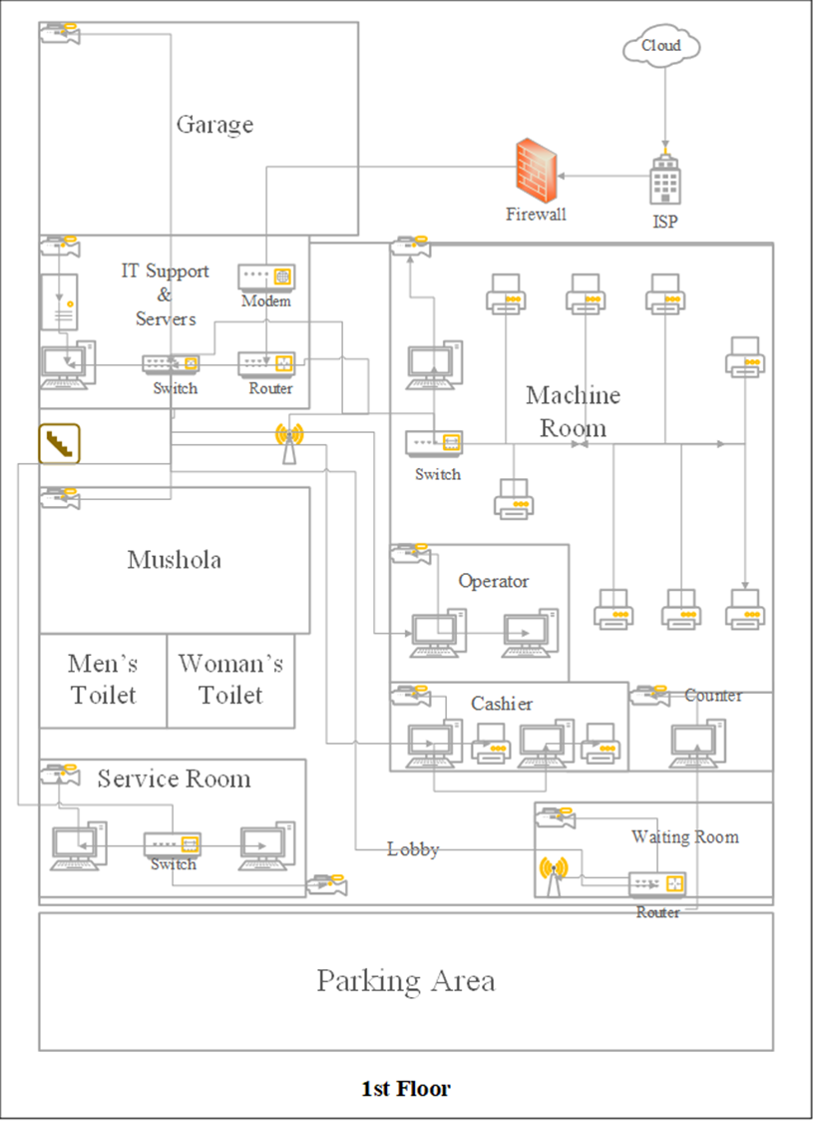 Cloud
Garage
Firewall
ISP
IT Support
&
Servers
Modem
Switch
Router
Machine
Room
Switch
Mushola
Operator
Men's
Toilet
Woman's
Toilet
Cashier
Counter
Service Room
Switch
Lobby
Waiting Room
Router
Parking Area
1st Floor